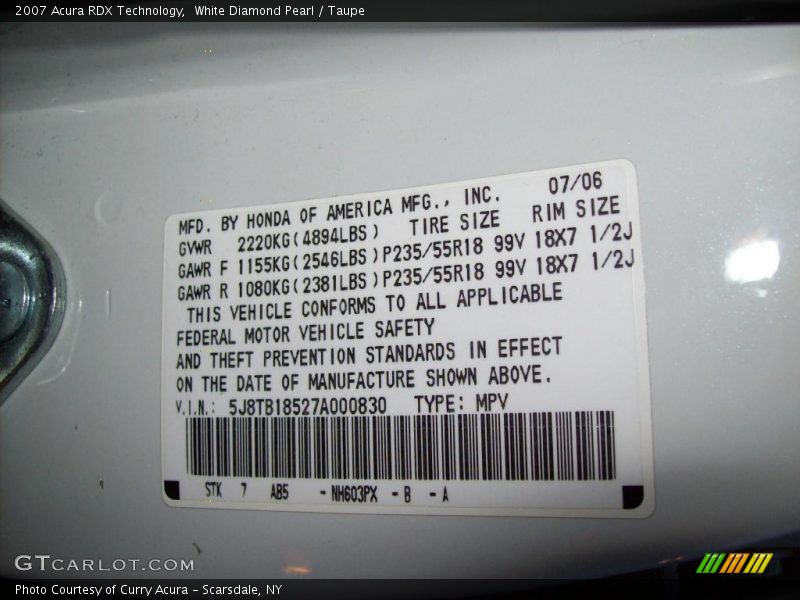 2007 Acura RDX Technology,  White Diamond Pearl / Taupe
MFD. BY HONDA OF AMERICA MFG., INC. 07/06
GVWR 2220KG(4894LBS) TIRE SIZE RIM SIZE
GAWR F 1155KG(2546LBS)P235/55R18 99V 18X7 1/2J
GAWR R 1080KG(2381LBS)P235/55R18 99V 18X7 1/2J
THIS VEHICLE CONFORMS TO ALL APPLICABLE
FEDERAL MOTOR VEHICLE SAFETY
AND THEFT PREVENTION STANDARDS IN EFFECT
ON THE DATE OF MANUFACTURE SHOWN ABOVE.
V.I.N.: 5J8TB18527A000830 TYPE: MPV
STK 7 AB5 -NH603PX -B -A
GTCARLOT.COM
Photo Courtesy of Curry Acura - Scarsdale, NY